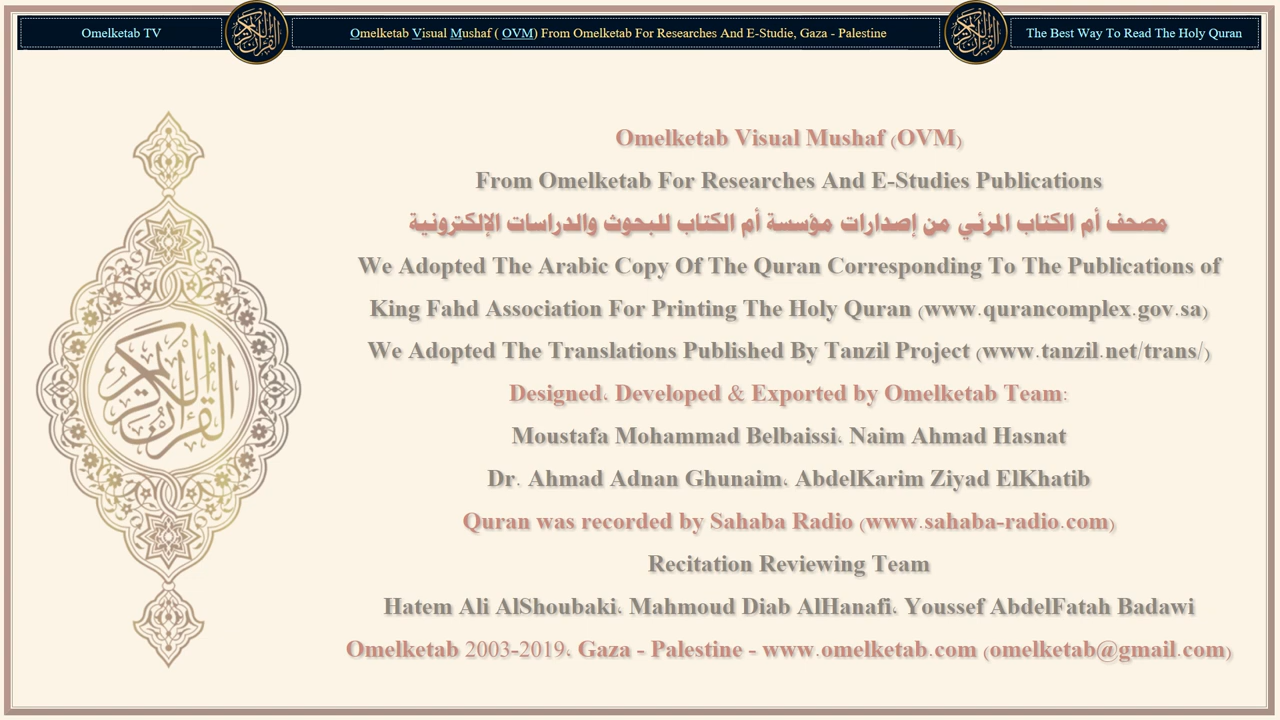 Omelketab TV
Omelketab Visual Mushaf ( OVM) From Omelketab For Researches And E-Studie, Gaza - Palestine
The Best Way To Read The Holy Quran
Omelketab Visual Mushaf (OVM)
From Omelketab For Researches And E-Studies Publications
مصحف أم الكتاب المرئي من إصدارات مؤسسة أم الكتاب للبحوث والدراسات الإلكترونية
We Adopted The Arabic Copy Of The Quran Corresponding To The Publications of
King Fahd Association For Printing The Holy Quran (www.qurancomplex.gov.sa)
We Adopted The Translations Published By Tanzil Project (www.tanzil.net/trans/)
Designed، Developed & Exported by Omelketab Team:
Moustafa Mohammad Belbaissi، Naim Ahmad Hasnat
Dr. Ahmad Adnan Ghunaim، AbdelKarim Ziyad ElKhatib
Quran was recorded by Sahaba Radio (www.sahaba-radio.com)
Recitation Reviewing Team
Hatem Ali AlShoubaki، Mahmoud Diab AlHanafi، Youssef AbdelFatah Badawi
Omelketab 2003-2019، Gaza - Palestine - www.omelketab.com (omelketab@gmail.com)
القرآن الكريم